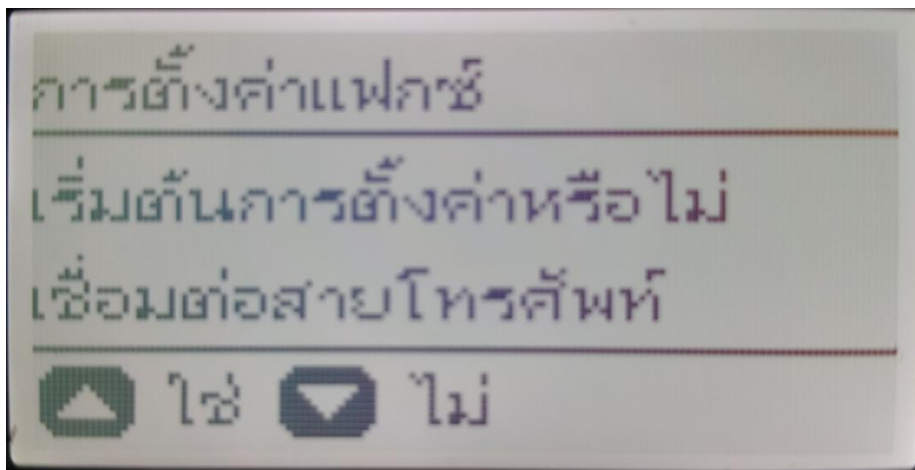 การตั้งค่าแฟกซ์
เริ่มต้นการตั้งค่าหรือไม่
เชื่อมต่อสายโทรศัพท์
ใช่ ไม่